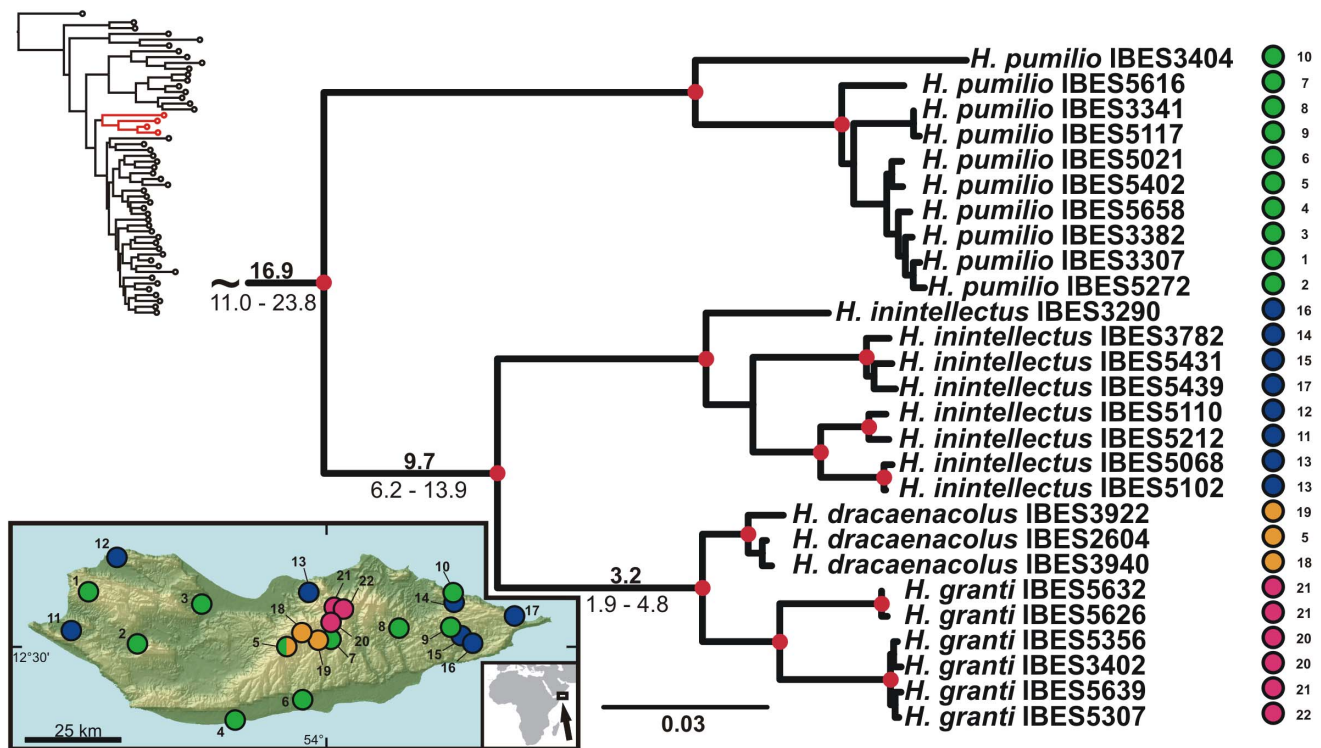 H. pumilio IBES3404 10
H. pumilio IBES5616 7
H. pumilio IBES3341 8
H. pumilio IBES5117 9
H. pumilio IBES5021 6
H. pumilio IBES5402 5
H. pumilio IBES5658 4
H. pumilio IBES3382 3
H. pumilio IBES3307 1
H. pumilio IBES5272 2
H. inintellectus IBES3290 16
H. inintellectus IBES3782 14
H. inintellectus IBES5431 15
H. inintellectus IBES5439 17
H. inintellectus IBES5110 12
H. inintellectus IBES5212 11
H. inintellectus IBES5068 13
H. inintellectus IBES5102 13
H. dracaenacolus IBES3922 19
H. dracaenacolus IBES2604 5
H. dracaenacolus IBES3940 18
H. granti IBES5632 21
H. granti IBES5626 21
H. granti IBES5356 20
H. granti IBES3402 20
H. granti IBES5639 21
H. granti IBES5307 22
~
16.9
11.0 - 23.8
9.7
6.2 - 13.9
3.2
1.9 - 4.8
0.03
12
13
21
22
10
1
3
18
14
17
11
2
5
8
9
20
15
12°30'
19
7
16
6
4
25 km
54°